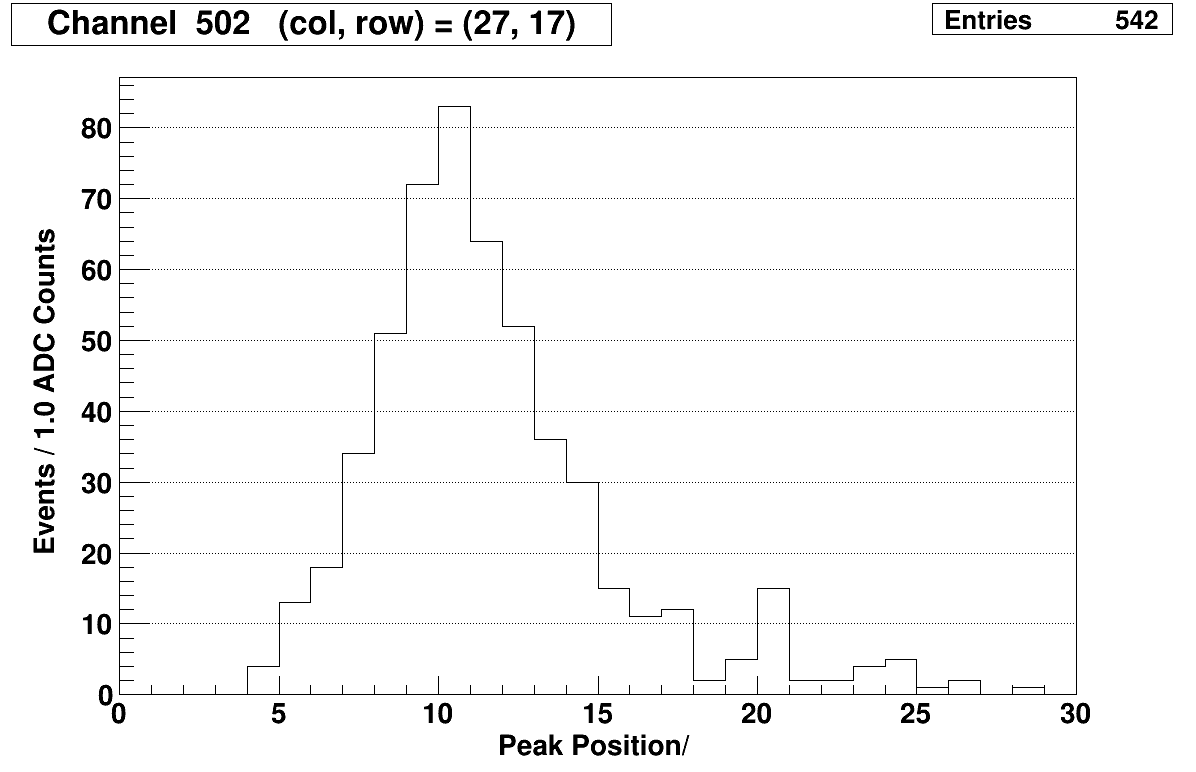 Channel 502 (col, row) = (27, 17)
Entries 542
Events / 1.0 ADC Counts
80
70
60
50
40
30
20
10
0
0 5 10 15 20 25 30
Peak Position/